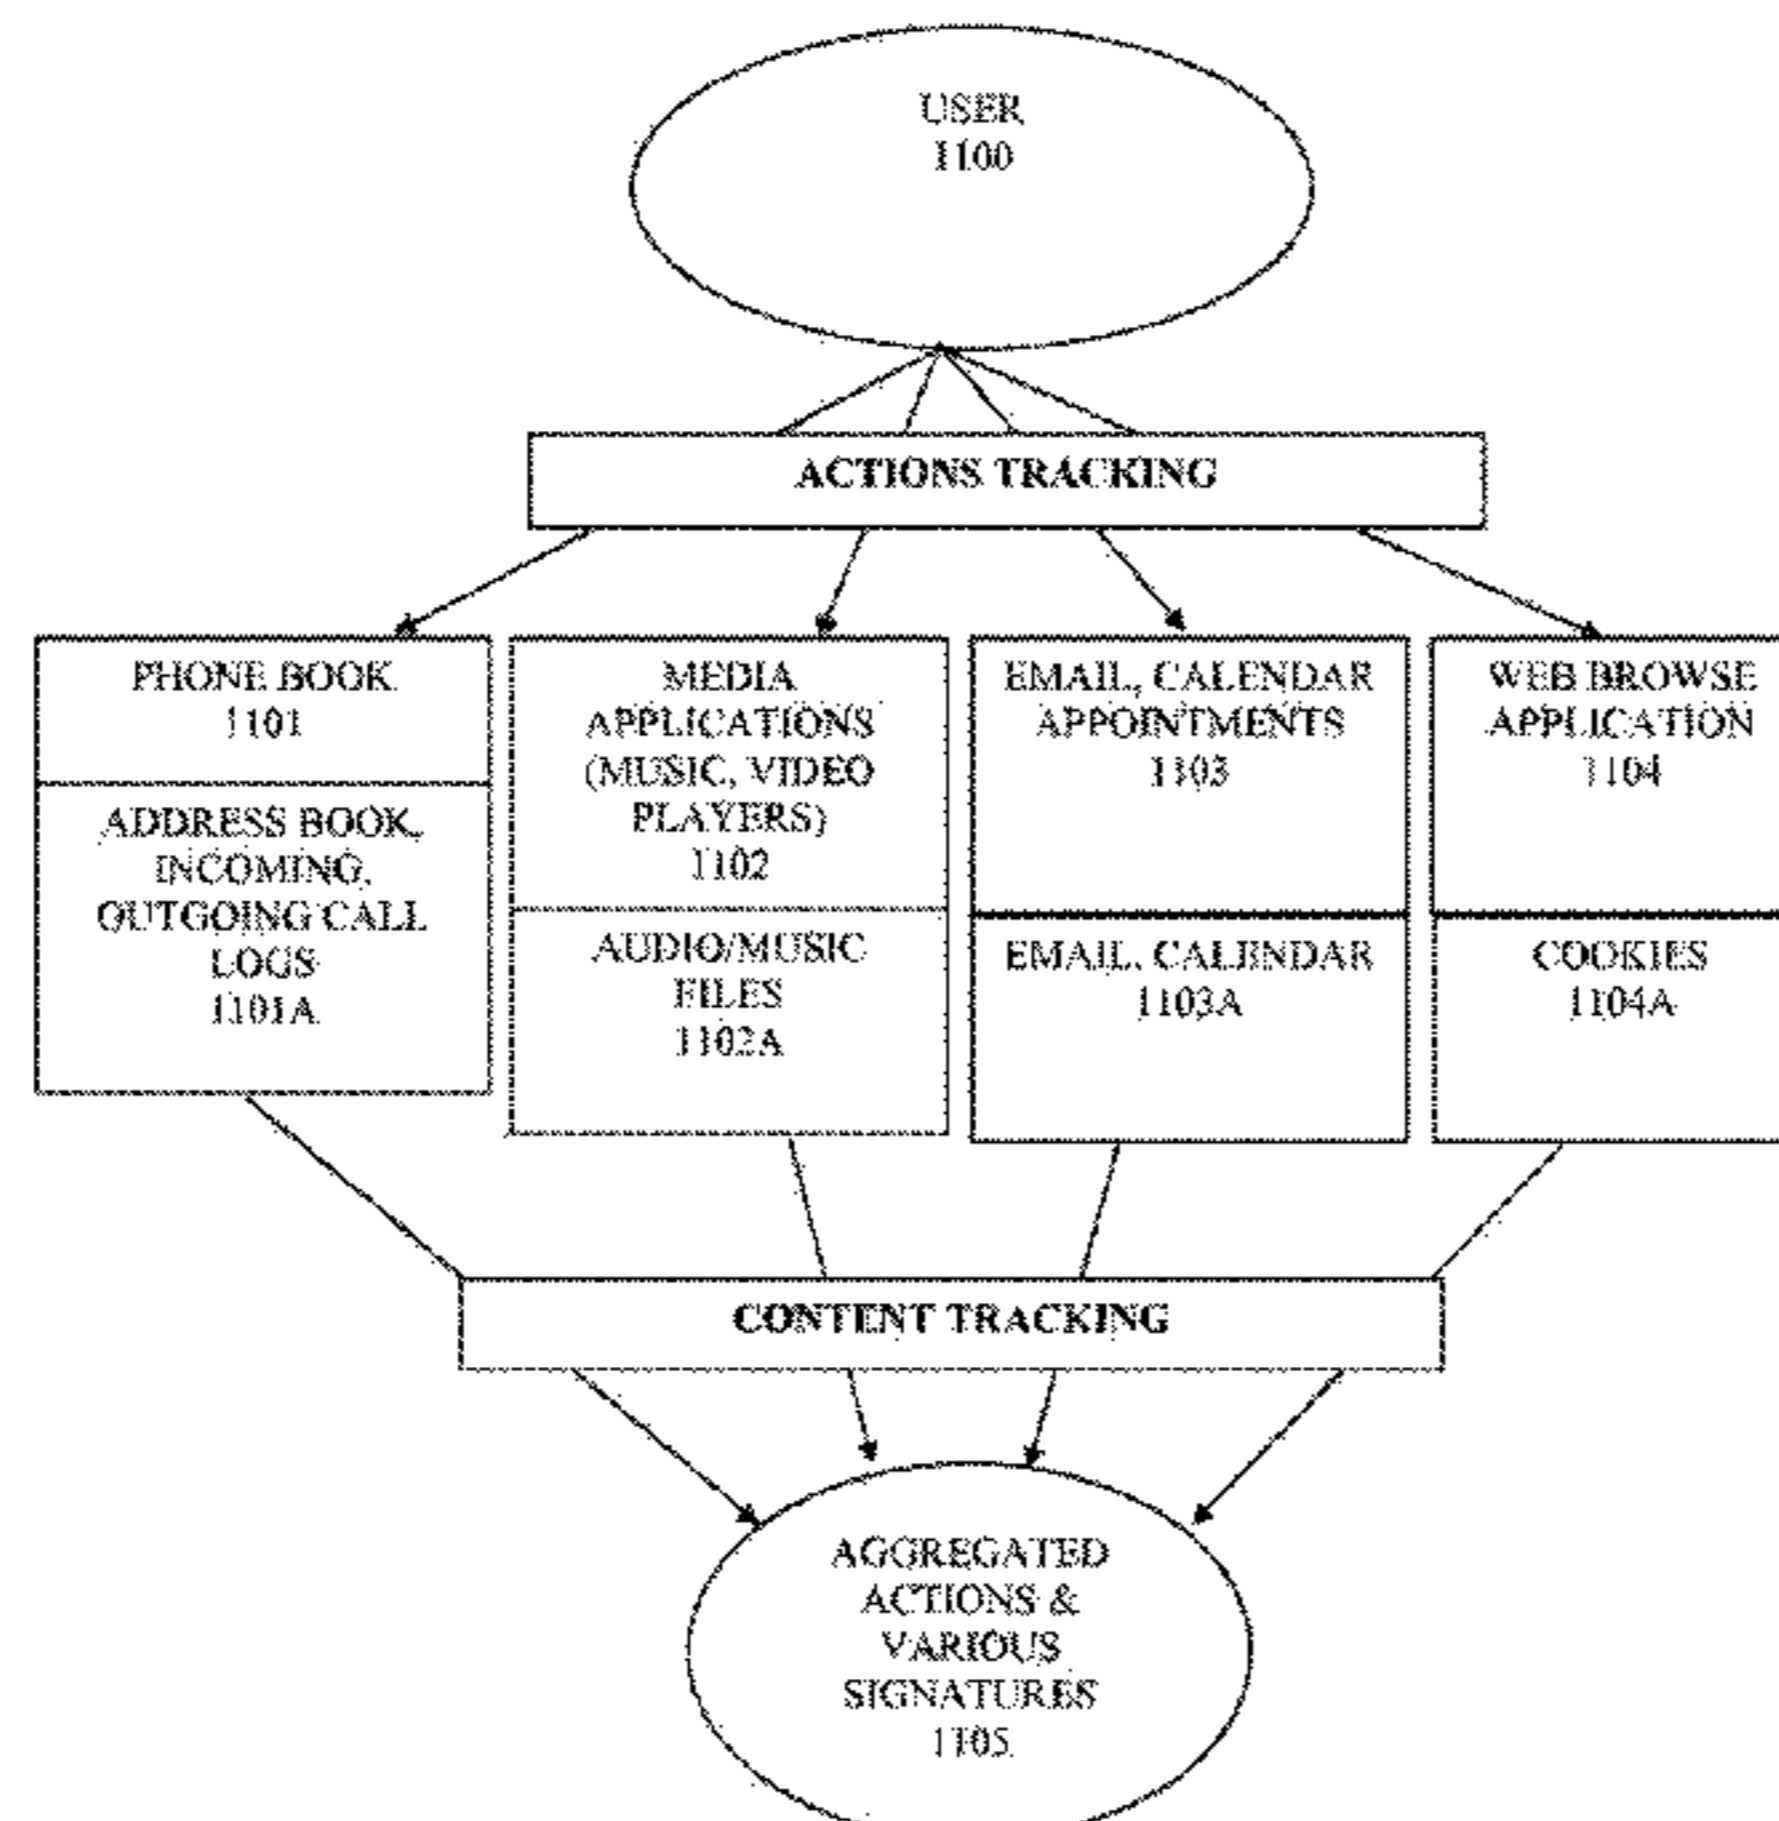 USER
1100
ACTIONS TRACKING
PHONE BOOK
1101
ADDRESS BOOK,
INCOMING,
OUTGOING CALL
LOGS
1101A
MEDIA
APPLICATIONS
(MUSIC, VIDEO
PLAYERS)
1102
AUDIO/MUSIC
FILES
1102A
EMAIL, CALENDAR
APPOINTMENTS
1103
EMAIL, CALENDAR
1103A
WEB BROWSE
APPLICATION
1104
COOKIES
1104A
CONTENT TRACKING
AGGREGATED
ACTIONS &
VARIOUS
SIGNATURES
1105